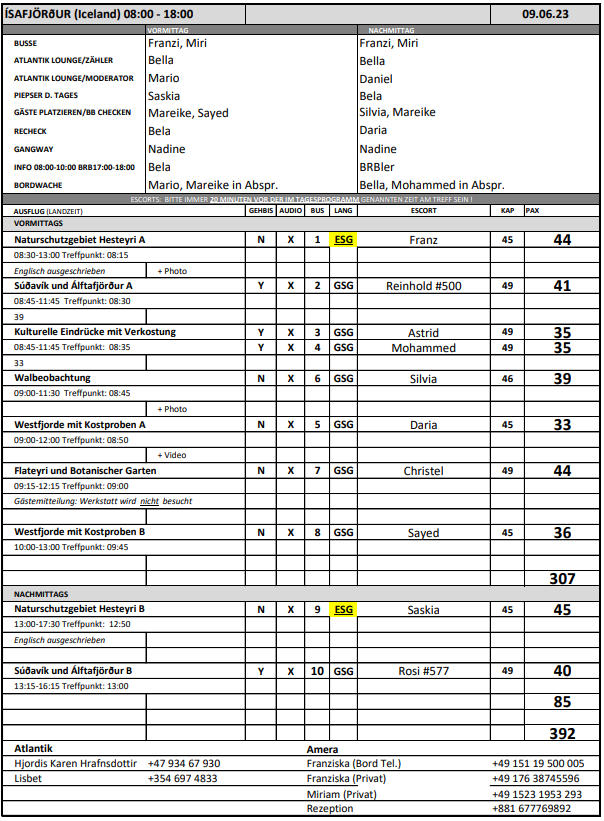 ÍSAFJÖRÐUR (Iceland) 08:00 - 18:00 09.06.23
VORMITTAG NACHMITTAG
BUSSE Franzi, Miri Franzi, Miri
ATLANTIK LOUNGE/ZÄHLER Bella Bella
ATLANTIK LOUNGE/MODERATOR Mario Daniel
PIEPSER D. TAGES Saskia Bela
GÄSTE PLATZIEREN/BB CHECKEN Mareike, Sayed Silvia, Mareike
RECHECK Bela Daria
GANGWAY Nadine Nadine
INFO 08:00-10:00 BRB17:00-18:00 Bela BRBler
BORDWACHE Mario, Mareike in Abspr. Bella, Mohammed in Abspr.
ESCORTS: BITTE IMMER 20 MINUTEN VOR DER IM TAGESPROGRAMM GENANNTEN ZEIT AM TREFF SEIN !
AUSFLUG (LANDZEIT) GEHBIS AUDIO BUS LANG ESCORT KAP PAX
VORMITTAGS
Naturschutzgebiet Hesteyri A N X 1 ESG Franz 45 44
08:30-13:00 Treffpunkt: 08:15
Englisch ausgeschrieben + Photo
Súðavík und Álftafjörður A Y X 2 GSG Reinhold #500 49 41
08:45-11:45 Treffpunkt: 08:30
39
Kulturelle Eindrücke mit Verkostung Y X 3 GSG Astrid 49 35
08:45-11:45 Treffpunkt: 08:35 Y X 4 GSG Mohammed 49 35
33
Walbeobachtung N X 6 GSG Silvia 46 39
09:00-11:30 Treffpunkt: 08:45
+ Photo
Westfjorde mit Kostproben A N X 5 GSG Daria 45 33
09:00-12:00 Treffpunkt: 08:50
+ Video
Flateyri und Botanischer Garten N X 7 GSG Christel 49 44
09:15-12:15 Treffpunkt: 09:00
Gästemitteilung: Werkstatt wird nicht besucht
Westfjorde mit Kostproben B N X 8 GSG Sayed 45 36
10:00-13:00 Treffpunkt: 09:45
307
NACHMITTAGS
Naturschutzgebiet Hesteyri B N X 9 ESG Saskia 45 45
13:00-17:30 Treffpunkt: 12:50
Englisch ausgeschrieben
Súðavík und Álftafjörður B Y X 10 GSG Rosi #577 49 40
13:15-16:15 Treffpunkt: 13:00
85
392
Atlantik Amera
Hjordis Karen Hrafnsdottir +47 934 67 930 Franziska (Bord Tel.) +49 151 19 500 005
Lisbet +354 697 4833 Franziska (Privat) +49 176 38745596
Miriam (Privat) +49 1523 1953 293
Rezeption +881 677769892